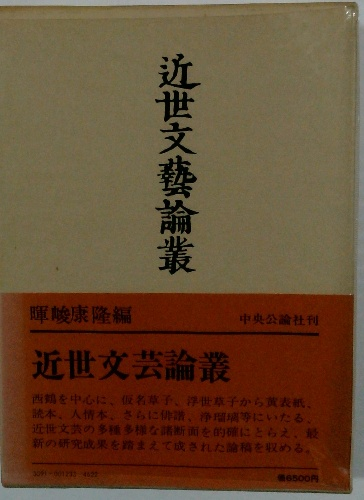 近世文藝論叢
暉峻康隆編
中央公論社刊
近世文芸論叢
西鶴を中心に、仮名草子、浮世草子から黄表紙、
読本、人情本、さらに俳諧、浄瑠璃等にいたる、
近世文芸の多種多様な諸断面を的確にとらえ、最
新の研究成果を踏まえて成された論稿を収める。
価6500円